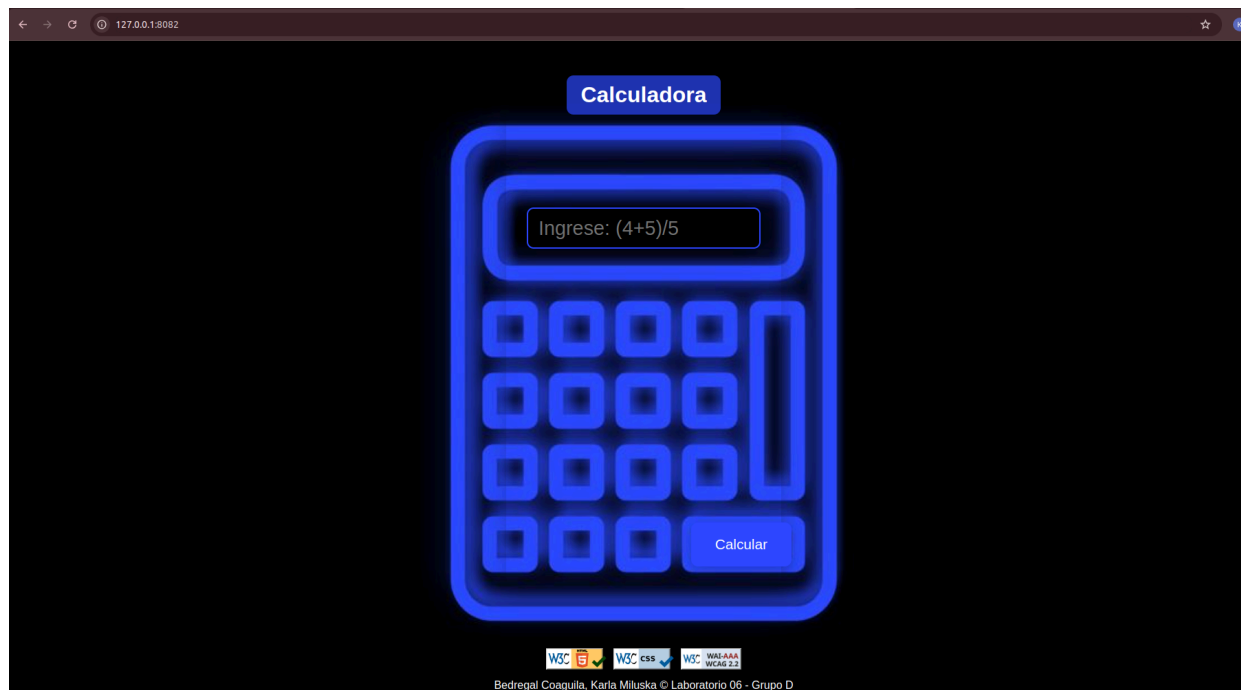 127.0.0.1:8082
Calculadora
Ingrese: (4+5)/5
Calcular
W3C HTML 5 W3C css W3C WAI-AAA WCAG 2.2
Bedregal Coaguila, Karla Miluska © Laboratorio 06 - Grupo D